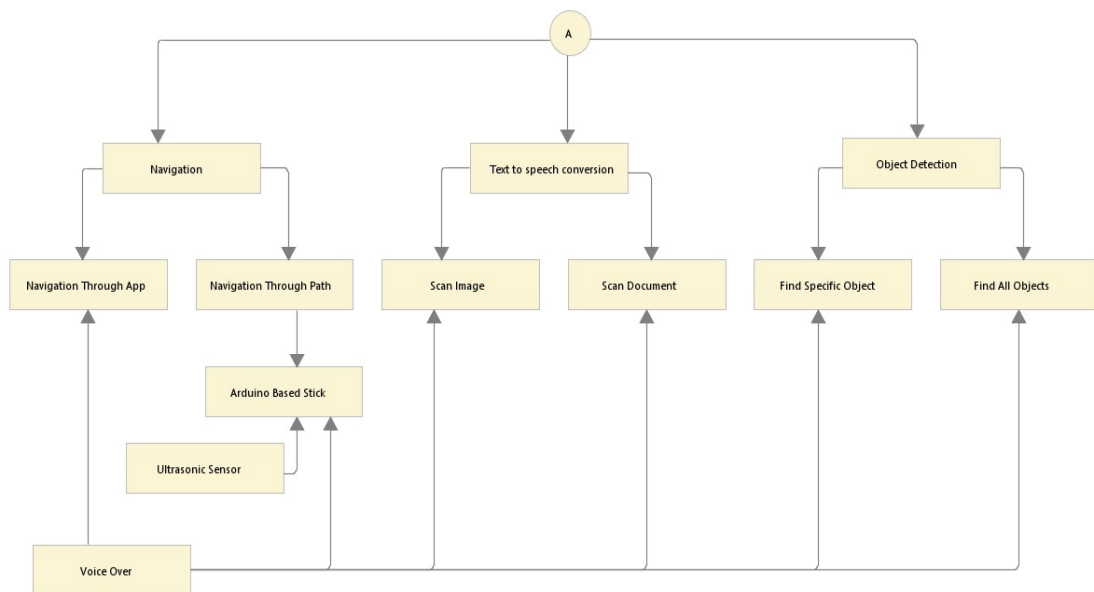 A
Navigation
Text to speech conversion
Object Detection
Navigation Through App
Navigation Through Path
Scan Image
Scan Document
Find Specific Object
Find All Objects
Arduino Based Stick
Ultrasonic Sensor
Voice Over